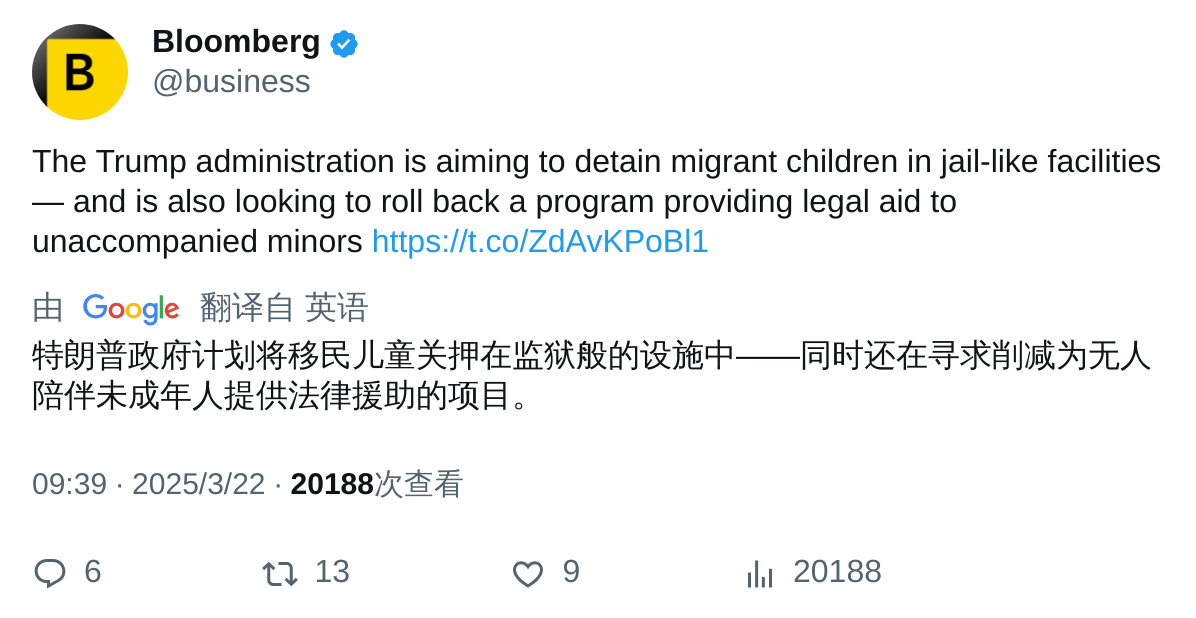 B
Bloomberg
@business
The Trump administration is aiming to detain migrant children in jail-like facilities
— and is also looking to roll back a program providing legal aid to
unaccompanied minors https://t.co/ZdAvKPoBl1
由 Google 翻译自 英语
特朗普政府计划将移民儿童关押在监狱般的设施中——同时还在寻求削减为无人
陪伴未成年人提供法律援助的项目。
09:39 · 2025/3/22 · 20188次查看
6 13 9 20188